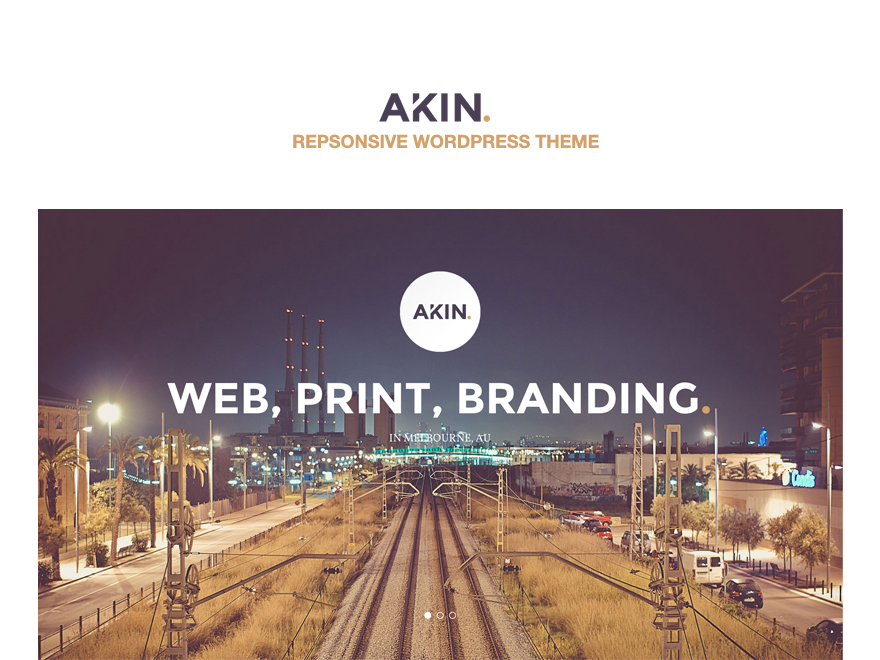 AKIN.
REPSONSIVE WORDPRESS THEME
AKIN.
WEB, PRINT, BRANDING.
IN MELBOURNE, AU